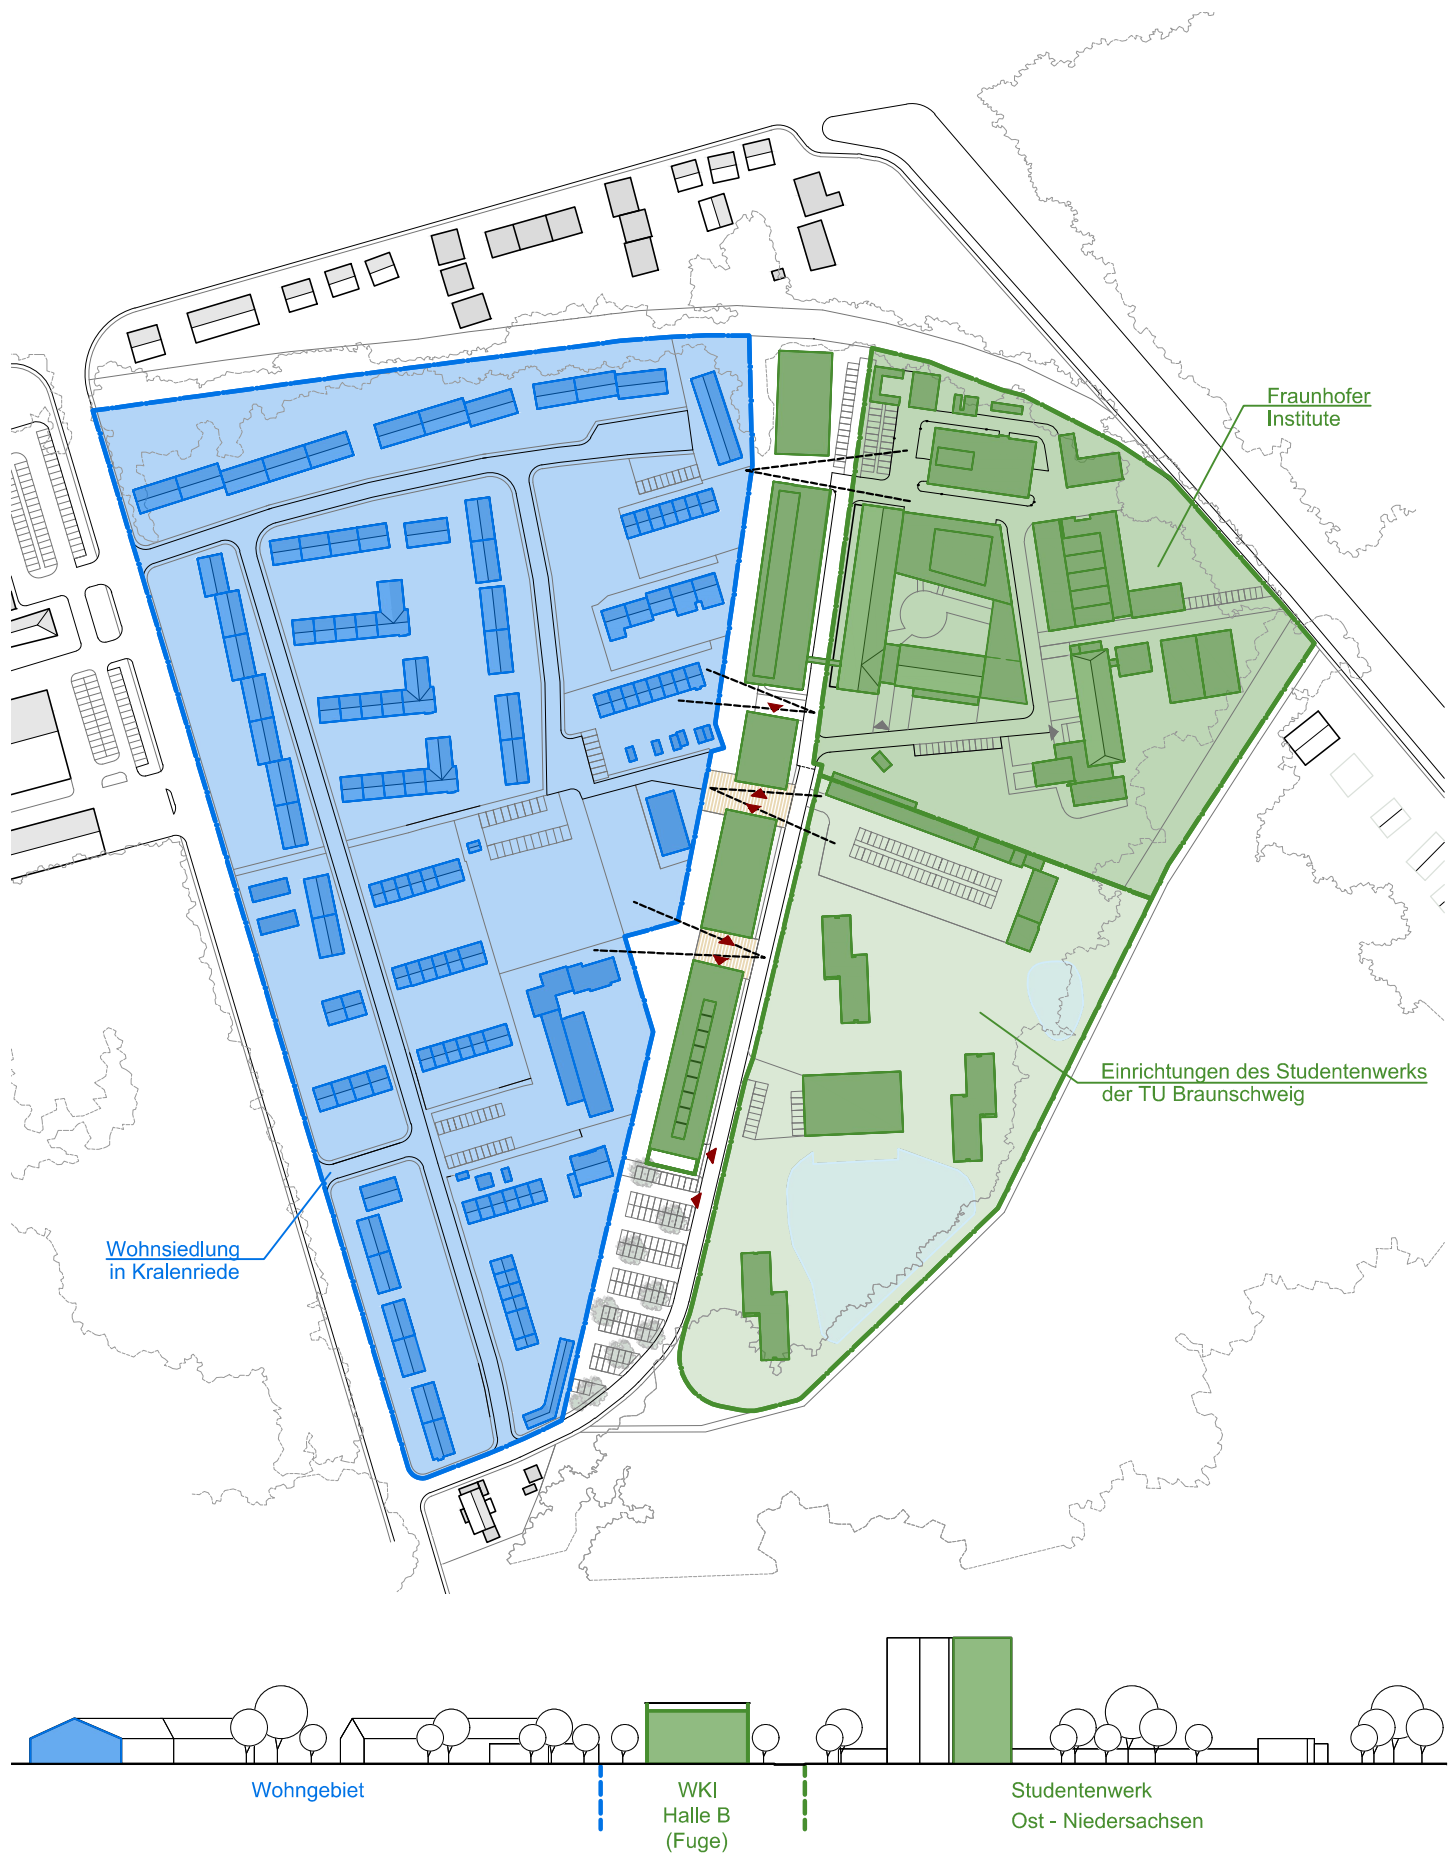 Fraunhofer
Institute
Einrichtungen des Studentenwerks
der TU Braunschweig
Wohnsiedlung
in Kralenriede
Wohngebiet
WKI
Halle B
(Fuge)
Studentenwerk
Ost - Niedersachsen